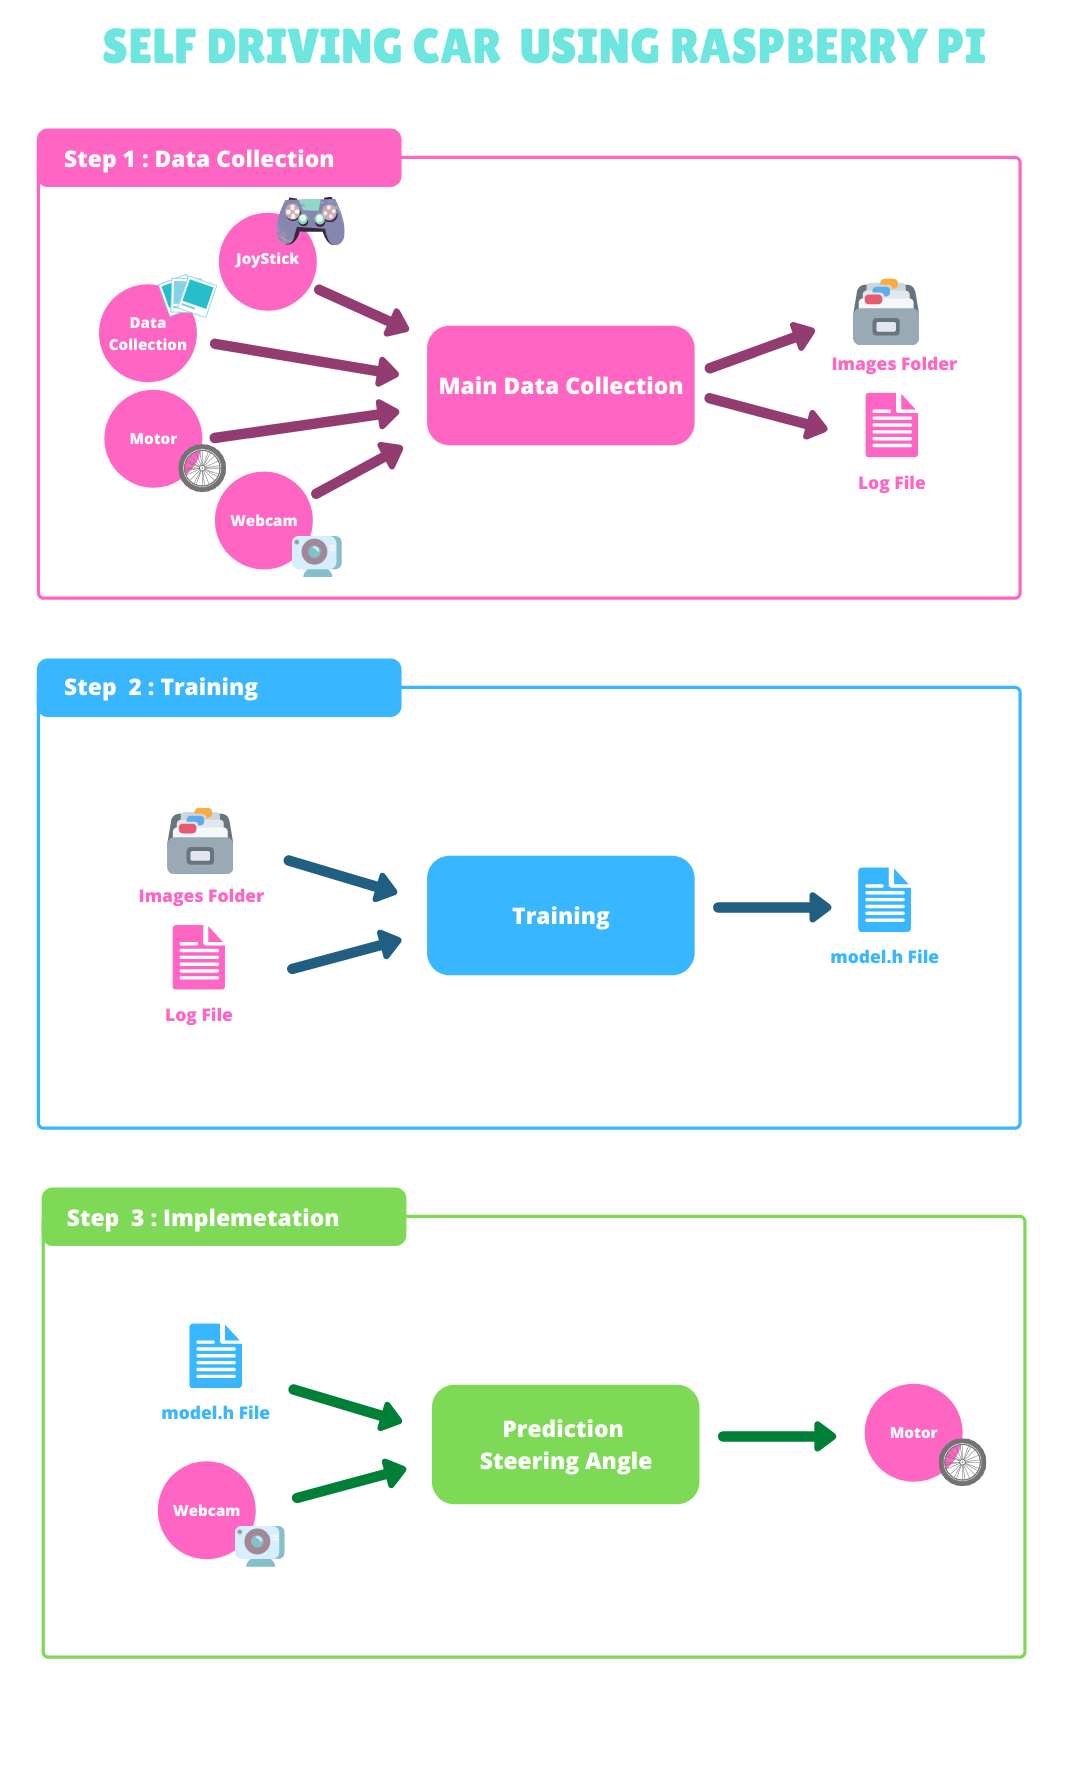 SELF DRIVING CAR USING RASPBERRY PI
Step 1 : Data Collection
JoyStick
Data
Collection
Motor
Webcam
Main Data Collection
Images Folder
Log File
Step 2 : Training
Images Folder
Log File
Training
model.h File
Step 3 : Implemetation
model.h File
Webcam
Prediction
Steering Angle
Motor